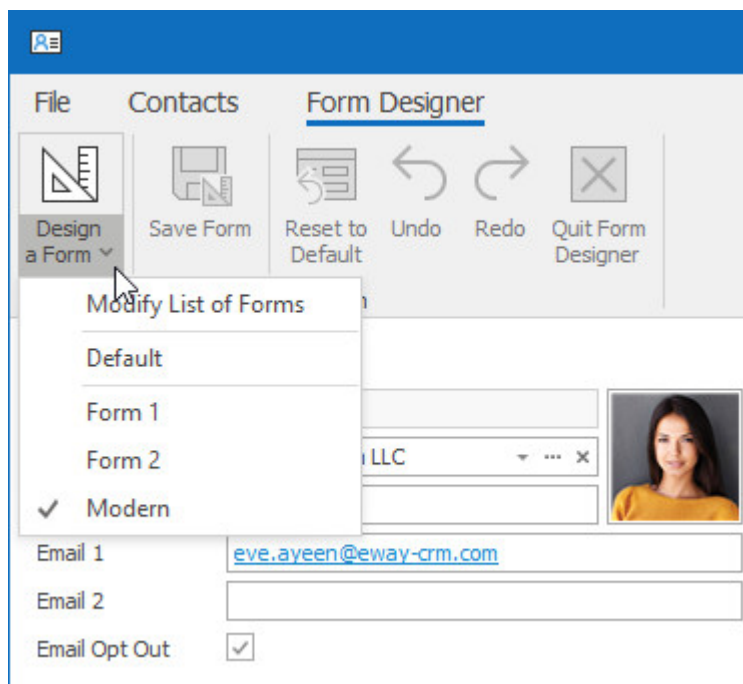 File Contacts Form Designer
Design a Form
Save Form
Reset to Default
Undo
Redo
Quit Form Designer
Modify List of Forms
Default
Form 1
Form 2
LLC
Modern
Email 1 eve.ayeen@eway-crm.com
Email 2
Email Opt Out